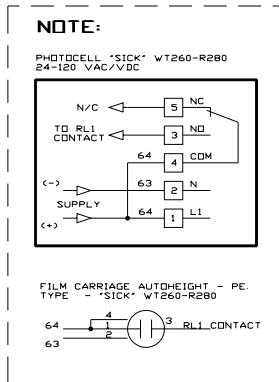 NOTE:
PHOTOCELL "SICK" WT260-R280
24-120 VAC/VDC
N/C 5 NC
TO RL1
CONTACT 3 NO
64 4 COM
(-) 63 2 N
SUPPLY
(+) 64 1 L1
FILM CARRIAGE AUTOHEIGHT - PE.
TYPE - "SICK" WT260-R280
4
64 1 3 RL1 CONTACT
2
63